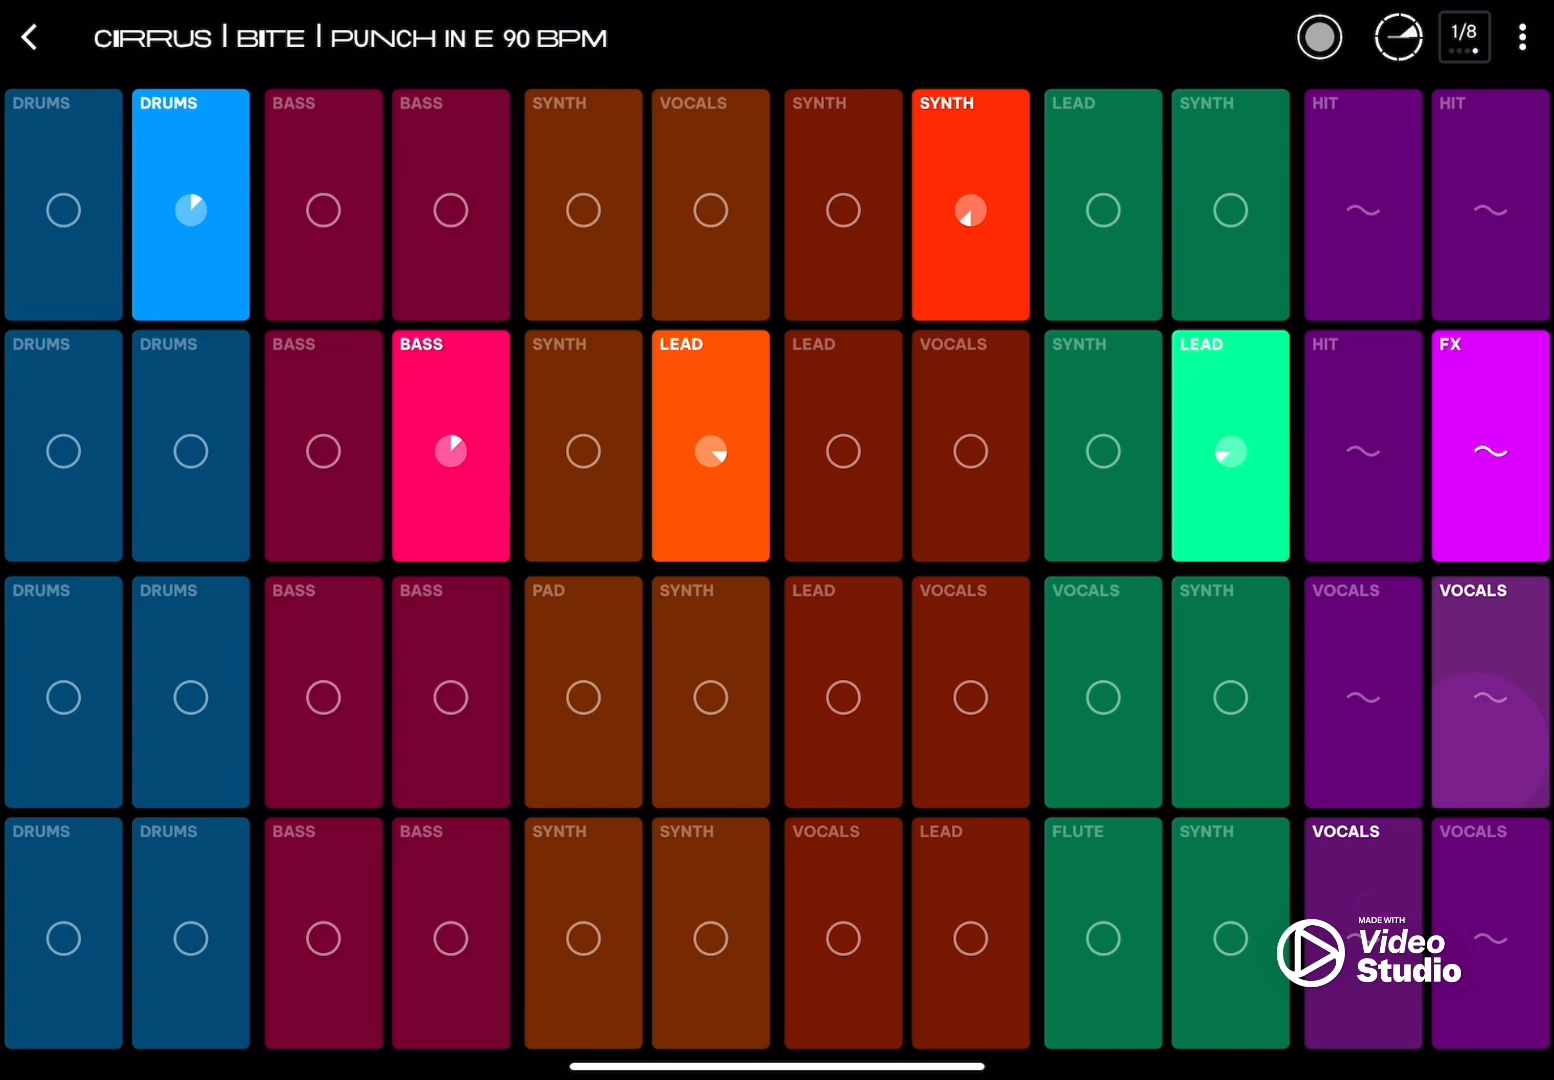 CIRRUS | BITE | PUNCH IN E 90 BPM
1/8
DRUMS DRUMS BASS BASS SYNTH VOCALS SYNTH SYNTH LEAD SYNTH HIT HIT
DRUMS DRUMS BASS BASS SYNTH LEAD LEAD VOCALS SYNTH LEAD HIT FX
DRUMS DRUMS BASS BASS PAD SYNTH LEAD VOCALS VOCALS SYNTH VOCALS VOCALS
DRUMS DRUMS BASS BASS SYNTH SYNTH VOCALS LEAD FLUTE SYNTH VOCALS VOCALS
MADE WITH
Video
Studio